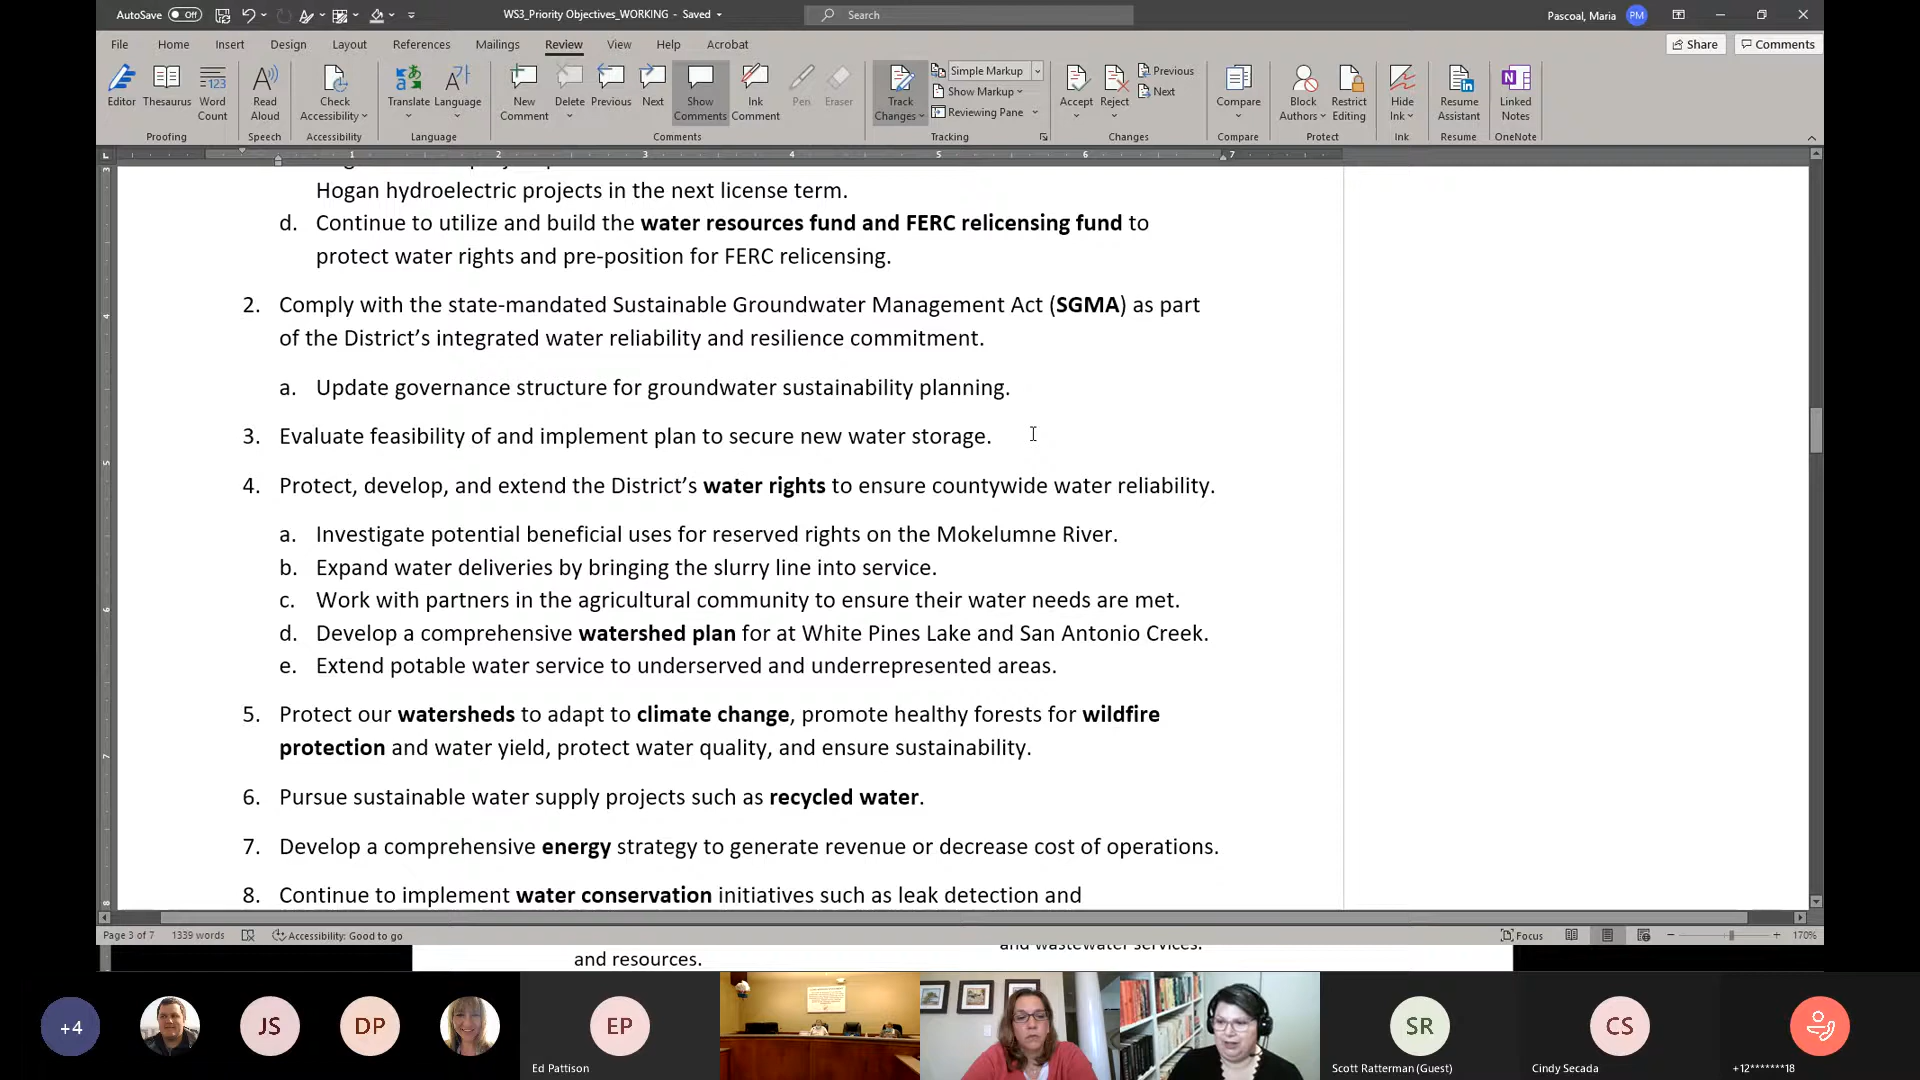 AutoSave Off
WS3_Priority Objectives_WORKING - Saved
Search
Pascoal, Maria PM
File Home Insert Design Layout References Mailings Review View Help Acrobat
Share Comments
Editor Thesaurus Word Count
Read Aloud
Check Accessibility
Translate Language
New Comment Delete Previous Next Show Comments Ink Comment Pen Eraser
Track Changes
Simple Markup
Show Markup
Reviewing Pane
Accept Reject
Previous
Next
Compare
Block Authors Restrict Editing
Hide Ink
Resume Assistant
Linked Notes
Proofing Speech Accessibility Language Comments Tracking Changes Compare Protect Ink Resume OneNote
1 2 3 4 5 6 7
Hogan hydroelectric projects in the next license term.
d. Continue to utilize and build the water resources fund and FERC relicensing fund to
protect water rights and pre-position for FERC relicensing.
2. Comply with the state-mandated Sustainable Groundwater Management Act (SGMA) as part
of the District’s integrated water reliability and resilience commitment.
a. Update governance structure for groundwater sustainability planning.
3. Evaluate feasibility of and implement plan to secure new water storage.
4. Protect, develop, and extend the District’s water rights to ensure countywide water reliability.
a. Investigate potential beneficial uses for reserved rights on the Mokelumne River.
b. Expand water deliveries by bringing the slurry line into service.
c. Work with partners in the agricultural community to ensure their water needs are met.
d. Develop a comprehensive watershed plan for at White Pines Lake and San Antonio Creek.
e. Extend potable water service to underserved and underrepresented areas.
5. Protect our watersheds to adapt to climate change, promote healthy forests for wildfire
protection and water yield, protect water quality, and ensure sustainability.
6. Pursue sustainable water supply projects such as recycled water.
7. Develop a comprehensive energy strategy to generate revenue or decrease cost of operations.
8. Continue to implement water conservation initiatives such as leak detection and
Page 3 of 7 1339 words Accessibility: Good to go
Focus 170%
and wastewater services.
and resources.
+4 JS DP EP SR CS
Ed Pattison
Scott Ratterman (Guest)
Cindy Secada
+12*******18